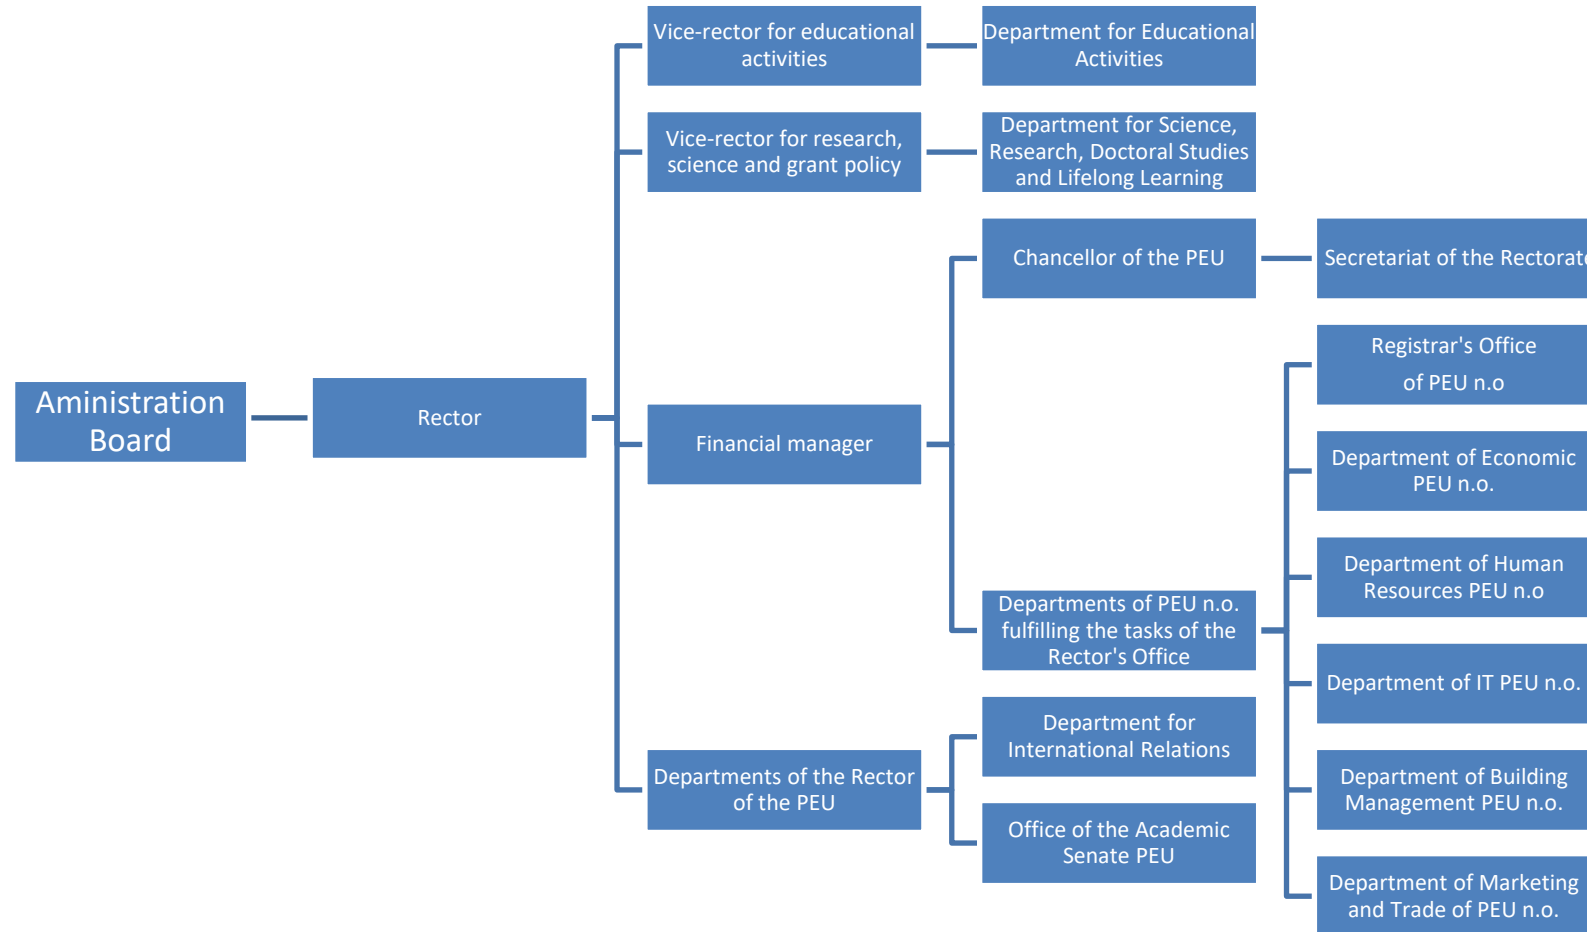 Vice-rector for educational
activities
Department for Educational
Activities
Vice-rector for research,
science and grant policy
Department for Science,
Research, Doctoral Studies
and Lifelong Learning
Chancellor of the PEU
Secretariat of the Rectorate
Registrar's Office
of PEU n.o
Aministration
Board
Rector
Financial manager
Department of Economic
PEU n.o.
Department of Human
Resources PEU n.o
Departments of PEU n.o.
fulfilling the tasks of the
Rector's Office
Department of IT PEU n.o.
Departments of the Rector
of the PEU
Department for
International Relations
Office of the Academic
Senate PEU
Department of Building
Management PEU n.o.
Department of Marketing
and Trade of PEU n.o.